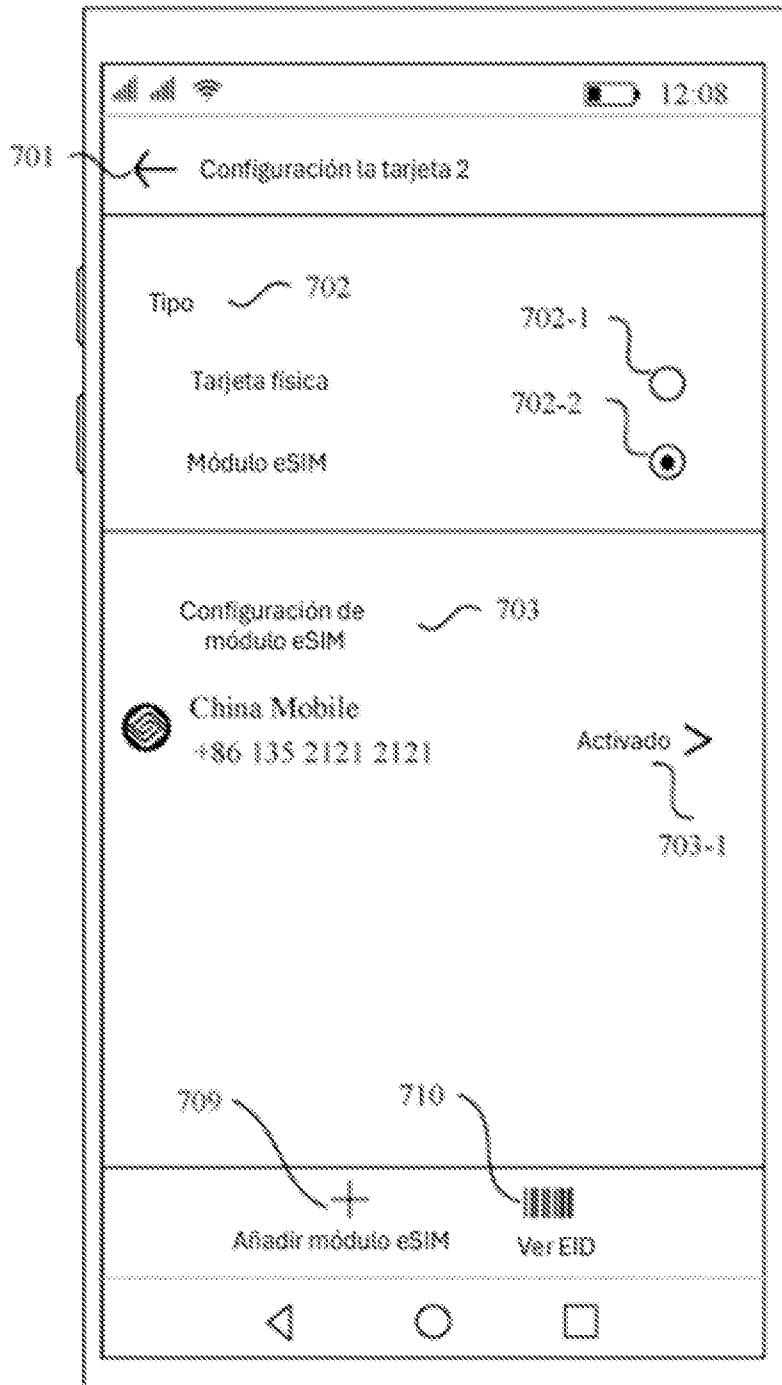 12:08
701
Configuración la tarjeta 2
Tipo
702
702-1
Tarjeta física
702-2
Módulo eSIM
Configuración de
módulo eSIM
703
China Mobile
+86 135 2121 2121
Activado
703-1
709
710
Añadir módulo eSIM
Ver EID